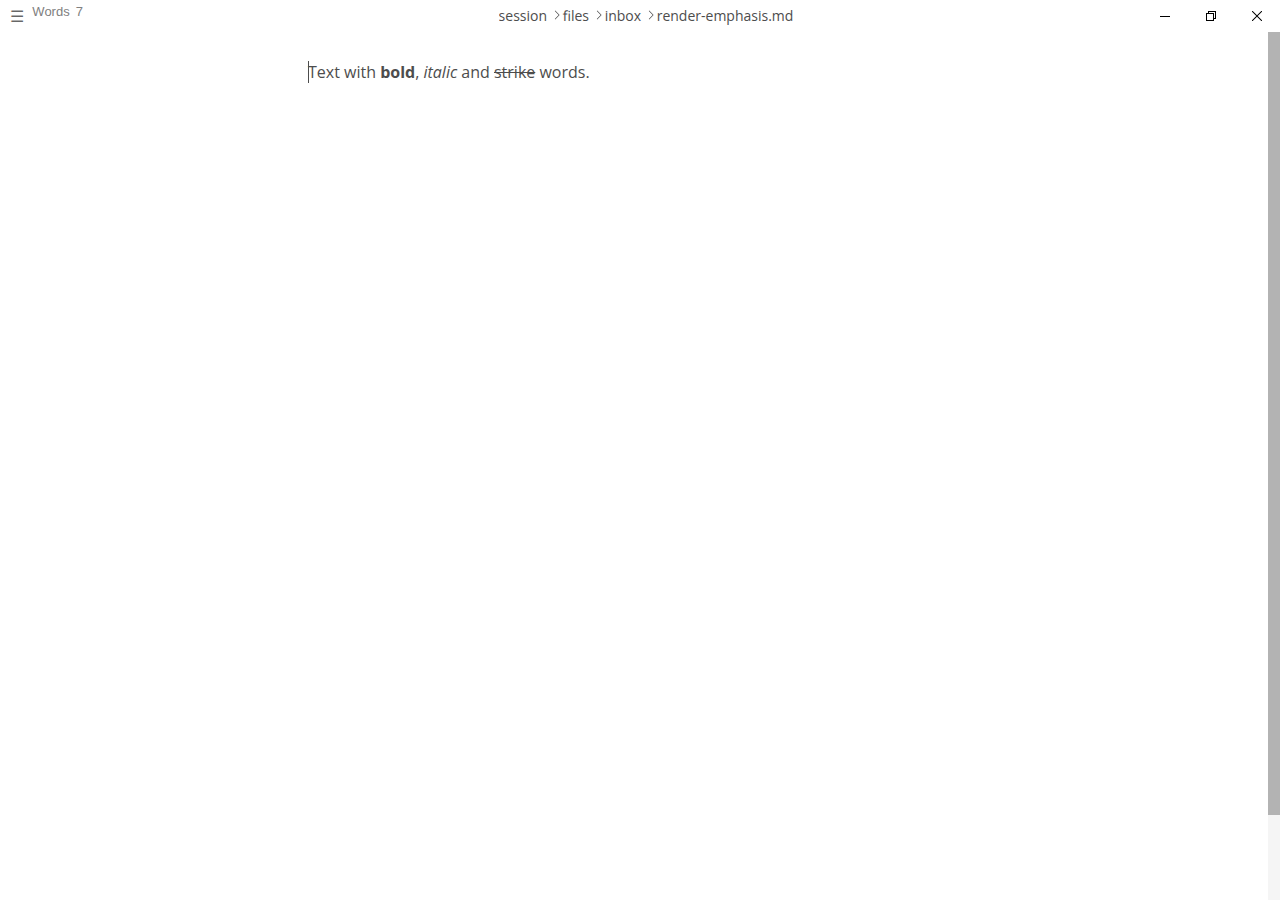 ☰ Words 7
session > files > inbox > render-emphasis.md
Text with bold, italic and strike words.